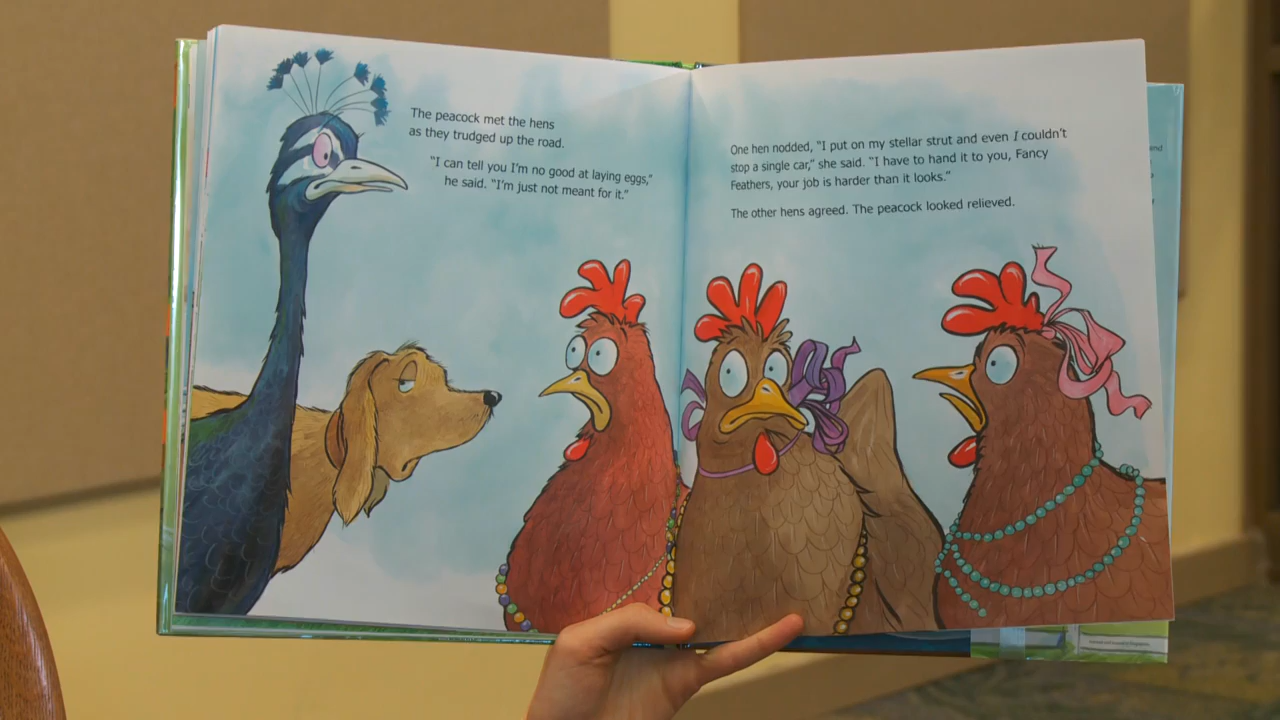 The peacock met the hens
as they trudged up the road.
"I can tell you I'm no good at laying eggs,"
he said. "I'm just not meant for it."
One hen nodded, "I put on my stellar strut and even I couldn't
stop a single car," she said. "I have to hand it to you, Fancy
Feathers, your job is harder than it looks."
The other hens agreed. The peacock looked relieved.